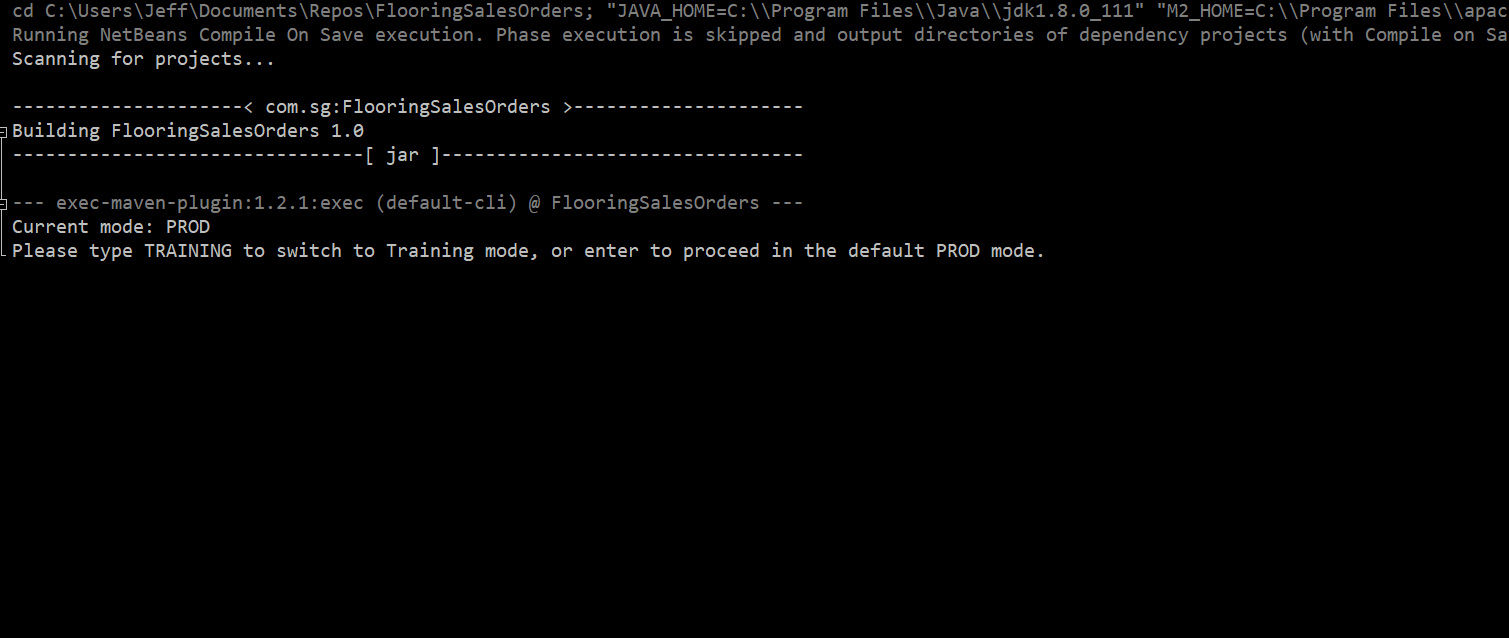 cd C:\Users\Jeff\Documents\Repos\FlooringSalesOrders; "JAVA_HOME=C:\\Program Files\\Java\\jdk1.8.0_111" "M2_HOME=C:\\Program Files\\apac
Running NetBeans Compile On Save execution. Phase execution is skipped and output directories of dependency projects (with Compile on Sa
Scanning for projects...
---------------------< com.sg:FlooringSalesOrders >---------------------
Building FlooringSalesOrders 1.0
--------------------------------[ jar ]---------------------------------
--- exec-maven-plugin:1.2.1:exec (default-cli) @ FlooringSalesOrders ---
Current mode: PROD
Please type TRAINING to switch to Training mode, or enter to proceed in the default PROD mode.